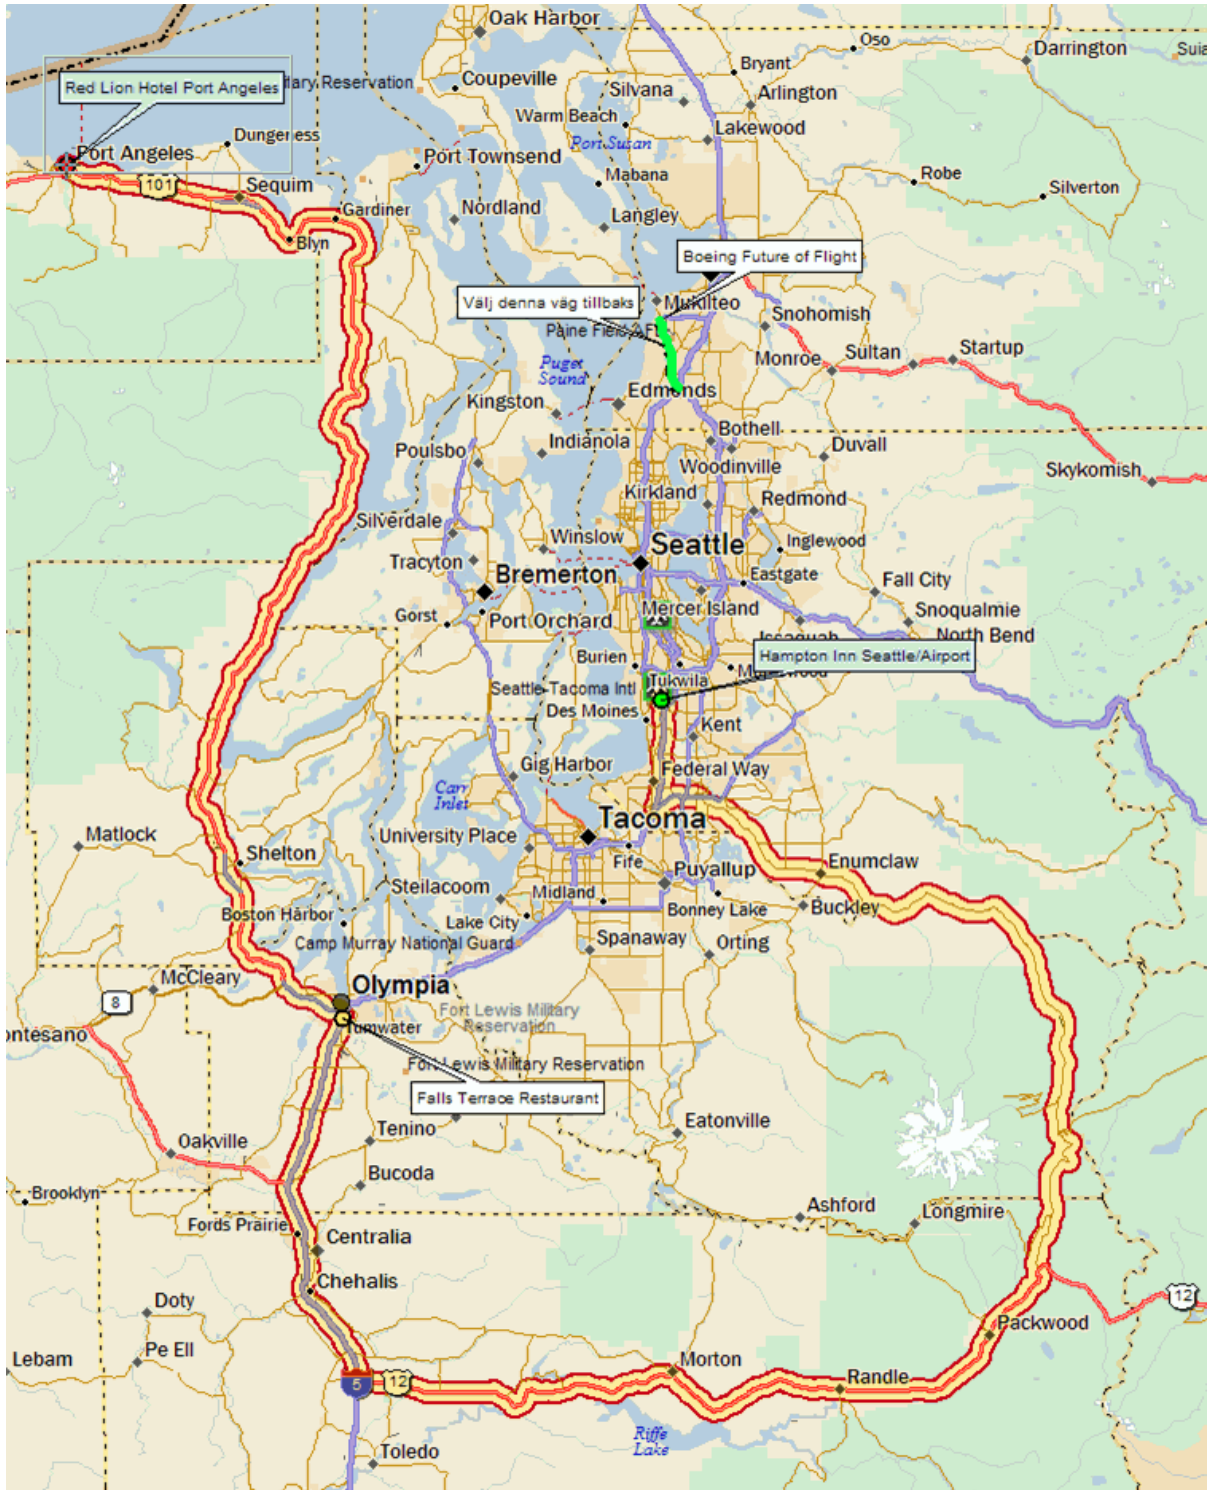 Oak Harbor
Oso
Darrington
Suia
Bryant
Coupeville
Silvana
Arlington
Red Lion Hotel Port Angeles
litary Reservation
Warm Beach
Lakewood
Dungeness
Port Susan
Port Angeles
Port Townsend
Mabana
Robe
Silverton
101
Sequim
Nordland
Langley
Gardiner
Blyn
Boeing Future of Flight
Välj denna väg tillbaks
Mukilteo
Snohomish
Paine Field AF
Monroe
Sultan
Startup
Puget
Sound
Edmonds
Kingston
Bothell
Indianola
Duvall
Poulsbo
Woodinville
Skykomish
Kirkland
Redmond
Silverdale
Winslow
Seattle
Inglewood
Tracyton
Bremerton
Eastgate
Fall City
Mercer Island
Snoqualmie
Gorst
Port Orchard
Issaquah
North Bend
Burien
Hampton Inn Seattle/Airport
Seattle-Tacoma Intl
Tukwila
Des Moines
Kent
Gig Harbor
Federal Way
Carr
Inlet
Tacoma
Matlock
University Place
Shelton
Fife
Enumclaw
Puyallup
Steilacoom
Midland
Boston Harbor
Lake City
Bonney Lake
Buckley
Camp Murray National Guard
Spanaway
Orting
McCleary
Olympia
8
Fort Lewis Military
Reservation
ontesano
Tumwater
Fort Lewis Military Reservation
Falls Terrace Restaurant
Tenino
Eatonville
Oakville
Bucoda
Brooklyn
Ashford
Longmire
Fords Prairie
Centralia
Chehalis
12
Doty
Packwood
Pe Ell
Lebam
Morton
5
12
Randle
Riffe
Lake
Toledo